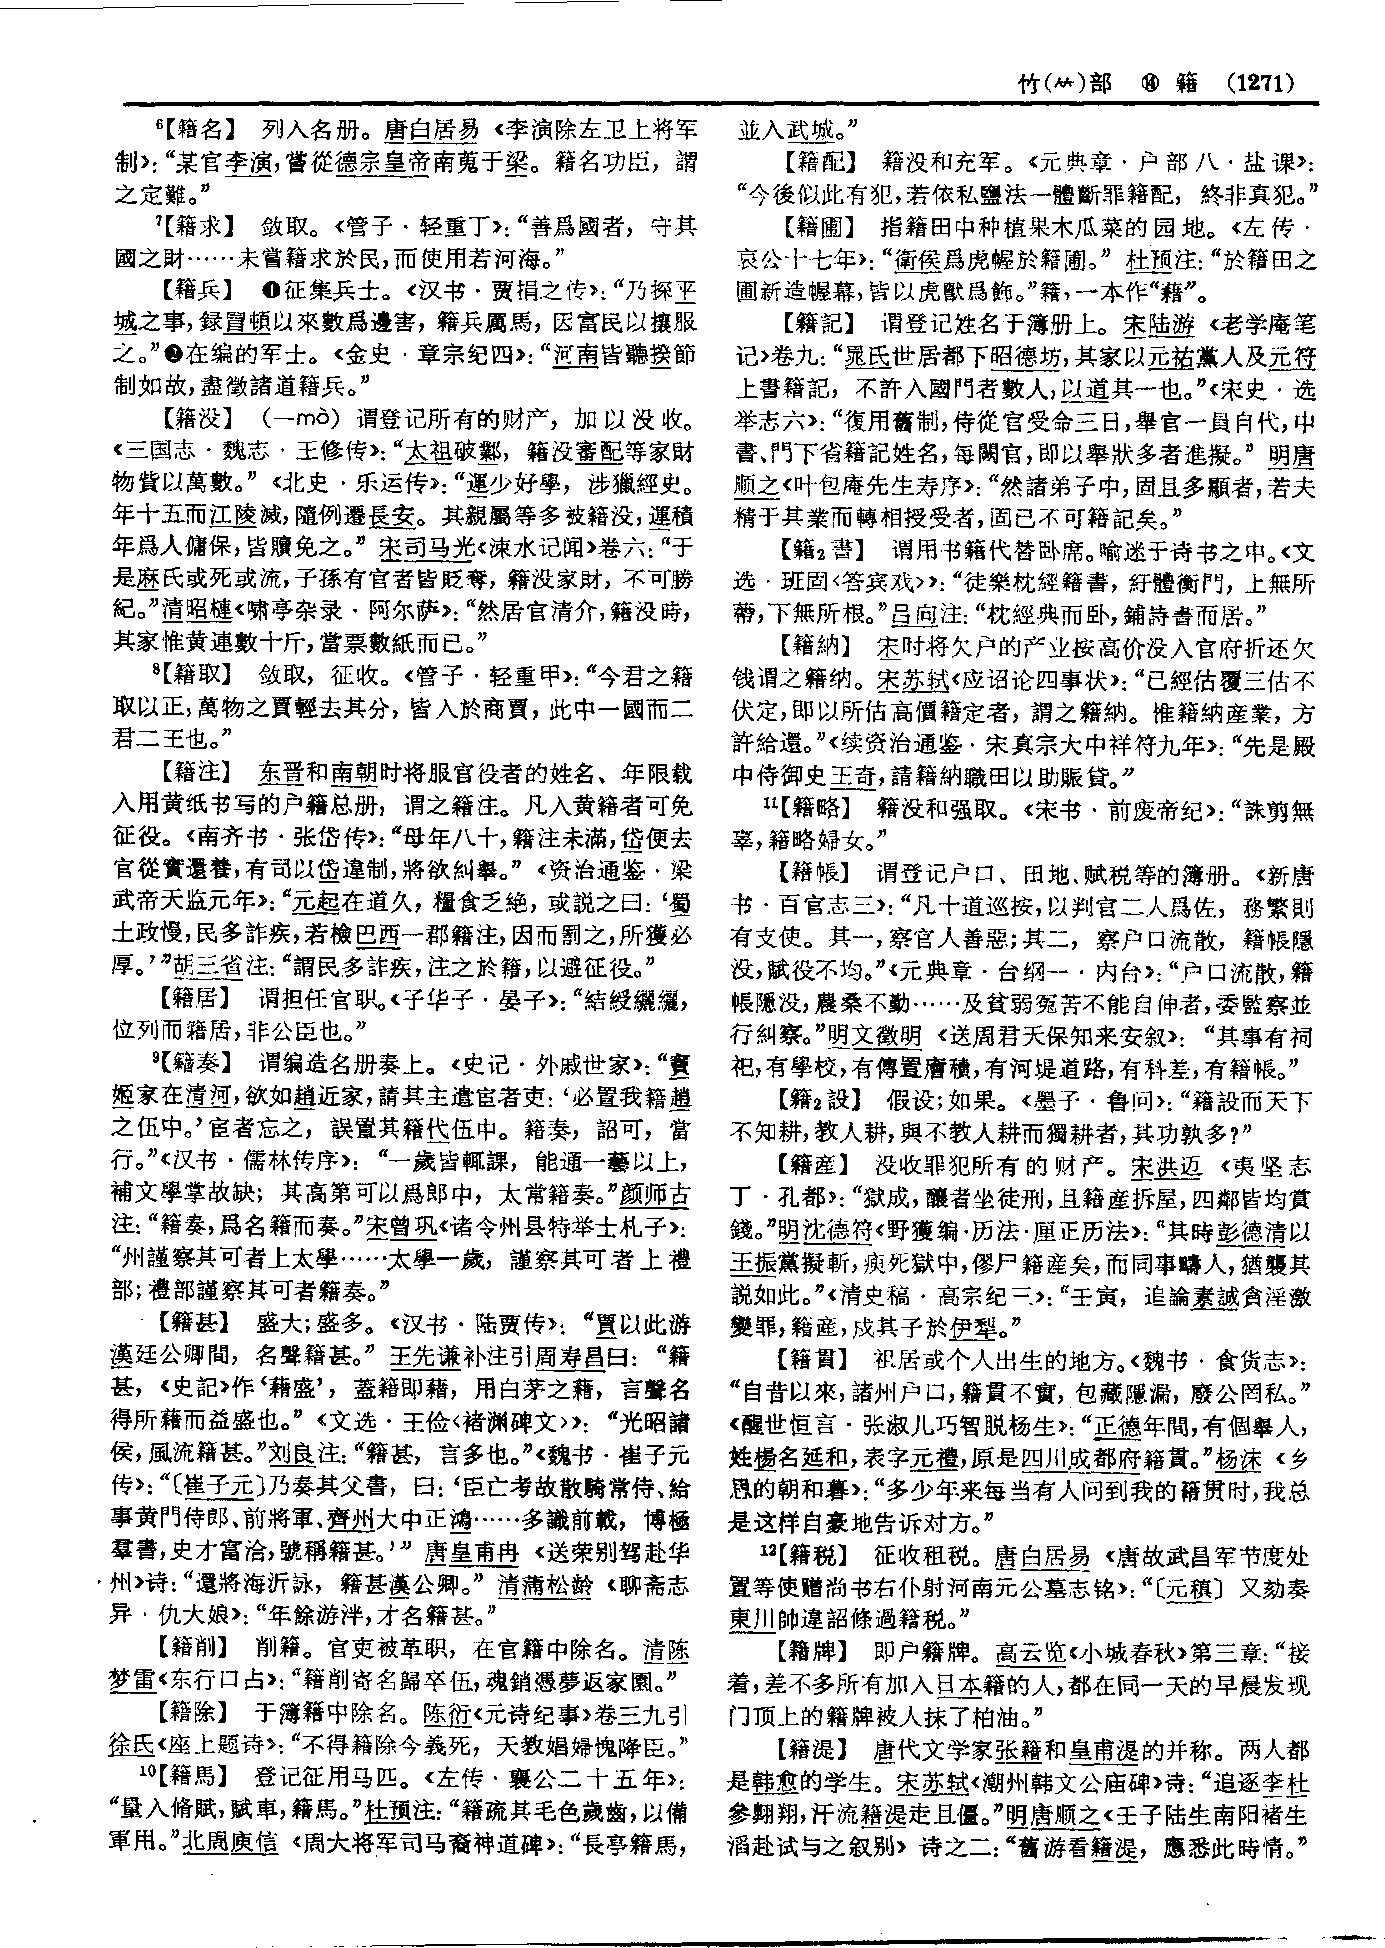 竹(⺮)部 ⑭ 籍 (1271)
⁶【籍名】 列入名册。唐白居易《李演除左卫上将军
制》：“某官李演，嘗從德宗皇帝南蒐于梁。籍名功臣，謂
之定難。”
⁷【籍求】 敛取。《管子·轻重丁》：“善爲國者，守其
國之財……未嘗籍求於民，而使用若河海。”
【籍兵】 ❶征集兵士。《汉书·贾捐之传》：“乃探平
城之事，録冒頓以來數爲邊害，籍兵厲馬，因富民以攘服
之。”❷在编的军士。《金史·章宗纪四》：“河南皆聽揆節
制如故，盡徵諸道籍兵。”
【籍没】 （—mò）谓登记所有的财产，加以没收。
《三国志·魏志·王修传》：“太祖破鄴，籍没審配等家財
物貲以萬數。”《北史·乐运传》：“運少好學，涉獵經史。
年十五而江陵滅，隨例遷長安。其親屬等多被籍没，運積
年爲人傭保，皆贖免之。”宋司马光《涑水记闻》卷六：“于
是麻氏或死或流，子孫有官者皆貶奪，籍没家財，不可勝
紀。”清昭槤《啸亭杂录·阿尔萨》：“然居官清介，籍没時，
其家惟黄連數十斤，當票數紙而已。”
⁸【籍取】 敛取，征收。《管子·轻重甲》：“今君之籍
取以正，萬物之賈輕去其分，皆入於商賈，此中一國而二
君二王也。”
【籍注】 东晋和南朝时将服官役者的姓名、年限载
入用黄纸书写的户籍总册，谓之籍注。凡入黄籍者可免
征役。《南齐书·张岱传》：“母年八十，籍注未滿，岱便去
官從實還養，有司以岱違制，將欲糾舉。”《资治通鉴·梁
武帝天监元年》：“元起在道久，糧食乏絶，或説之曰：‘蜀
土政慢，民多詐疾，若檢巴西一郡籍注，因而罰之，所獲必
厚。’”胡三省注：“謂民多詐疾，注之於籍，以避征役。”
【籍居】 谓担任官职。《子华子·晏子》：“結綬纚纚，
位列而籍居，非公臣也。”
⁹【籍奏】 谓编造名册奏上。《史记·外戚世家》：“竇
姬家在清河，欲如趙近家，請其主遣宦者吏：‘必置我籍趙
之伍中。’宦者忘之，誤置其籍代伍中。籍奏，詔可，當
行。”《汉书·儒林传序》：“一歲皆輒課，能通一藝以上，
補文學掌故缺；其高第可以爲郎中，太常籍奏。”颜师古
注：“籍奏，爲名籍而奏。”宋曾巩《诸令州县特举士札子》：
“州謹察其可者上太學……太學一歲，謹察其可者上禮
部；禮部謹察其可者籍奏。”
【籍甚】 盛大；盛多。《汉书·陆贾传》：“賈以此游
漢廷公卿間，名聲籍甚。”王先谦补注引周寿昌曰：“籍
甚，《史記》作‘藉盛’，蓋籍即藉，用白茅之藉，言聲名
得所藉而益盛也。”《文选·王俭〈褚渊碑文〉》：“光昭諸
侯，風流籍甚。”刘良注：“籍甚，言多也。”《魏书·崔子元
传》：“〔崔子元〕乃奏其父書，曰：‘臣亡考故散騎常侍、給
事黄門侍郎、前將軍、齊州大中正鴻……多識前載，博極
羣書，史才富洽，號稱籍甚。’”唐皇甫冉《送荣别驾赴华
州》诗：“還將海沂詠，籍甚漢公卿。”清蒲松龄《聊斋志
异·仇大娘》：“年餘游泮，才名籍甚。”
【籍削】 削籍。官吏被革职，在官籍中除名。清陈
梦雷《东行口占》：“籍削寄名歸卒伍，魂銷憑夢返家園。”
【籍除】 于簿籍中除名。陈衍《元诗纪事》卷三九引
徐氏《座上题诗》：“不得籍除今義死，天教娼婦愧降臣。”
¹⁰【籍馬】 登记征用马匹。《左传·襄公二十五年》：
“量入脩賦，賦車，籍馬。”杜预注：“籍疏其毛色歲齒，以備
軍用。”北周庾信《周大将军司马裔神道碑》：“長亭籍馬，
並入武城。”
【籍配】 籍没和充军。《元典章·户部八·盐课》：
“今後似此有犯，若依私鹽法一體斷罪籍配，終非真犯。”
【籍圃】 指籍田中种植果木瓜菜的园地。《左传·
哀公十七年》：“衛侯爲虎幄於籍圃。”杜预注：“於籍田之
圃新造幄幕，皆以虎獸爲飾。”籍，一本作“藉”。
【籍記】 谓登记姓名于簿册上。宋陆游《老学庵笔
记》卷九：“晁氏世居都下昭德坊，其家以元祐黨人及元符
上書籍記，不許入國門者數人，以道其一也。”《宋史·选
举志六》：“復用舊制，侍從官受命三日，舉官一員自代，中
書、門下省籍記姓名，每闕官，即以舉狀多者進擬。”明唐
顺之《叶包庵先生寿序》：“然諸弟子中，固且多顯者，若夫
精于其業而轉相授受者，固已不可籍記矣。”
【籍₂書】 谓用书籍代替卧席。喻迷于诗书之中。《文
选·班固〈答宾戏〉》：“徒樂枕經籍書，紆體衡門，上無所
蔕，下無所根。”吕向注：“枕經典而卧，鋪詩書而居。”
【籍納】 宋时将欠户的产业按高价没入官府折还欠
钱谓之籍纳。宋苏轼《应诏论四事状》：“已經估覆三估不
伏定，即以所估高價籍定者，謂之籍納。惟籍納産業，方
許給還。”《续资治通鉴·宋真宗大中祥符九年》：“先是殿
中侍御史王奇，請籍納職田以助賑貸。”
¹¹【籍略】 籍没和强取。《宋书·前废帝纪》：“誅剪無
辜，籍略婦女。”
【籍帳】 谓登记户口、田地、赋税等的簿册。《新唐
书·百官志三》：“凡十道巡按，以判官二人爲佐，務繁則
有支使。其一，察官人善惡；其二，察户口流散，籍帳隱
没，賦役不均。”《元典章·台纲一·内台》：“户口流散，籍
帳隱没，農桑不勤……及貧弱冤苦不能自伸者，委監察並
行糾察。”明文徵明《送周君天保知来安叙》：“其事有祠
祀，有學校，有傳置廥積，有河堤道路，有科差，有籍帳。”
【籍₂設】 假设；如果。《墨子·鲁问》：“籍設而天下
不知耕，教人耕，與不教人耕而獨耕者，其功孰多？”
【籍産】 没收罪犯所有的财产。宋洪迈《夷坚志
丁·孔都》：“獄成，釀者坐徒刑，且籍産拆屋，四鄰皆均賞
錢。”明沈德符《野獲编·历法·厘正历法》：“其時彭德清以
王振黨擬斬，瘐死獄中，僇尸籍産矣，而同事疇人，猶襲其
説如此。”《清史稿·高宗纪三》：“壬寅，追論素誠貪淫激
變罪，籍産，戍其子於伊犁。”
【籍貫】 祖居或个人出生的地方。《魏书·食货志》：
“自昔以來，諸州户口，籍貫不實，包藏隱漏，廢公罔私。”
《醒世恒言·张淑儿巧智脱杨生》：“正德年間，有個舉人，
姓楊名延和，表字元禮，原是四川成都府籍貫。”杨沫《乡
思的朝和暮》：“多少年来每当有人问到我的籍贯时，我总
是这样自豪地告诉对方。”
¹²【籍税】 征收租税。唐白居易《唐故武昌军节度处
置等使赠尚书右仆射河南元公墓志铭》：“〔元稹〕又劾奏
東川帥違詔條過籍税。”
【籍牌】 即户籍牌。高云览《小城春秋》第三章：“接
着，差不多所有加入日本籍的人，都在同一天的早晨发现
门顶上的籍牌被人抹了柏油。”
【籍湜】 唐代文学家张籍和皇甫湜的并称。两人都
是韩愈的学生。宋苏轼《潮州韩文公庙碑》诗：“追逐李杜
參翱翔，汗流籍湜走且僵。”明唐顺之《壬子陆生南阳褚生
滔赴试与之叙别》诗之二：“舊游看籍湜，應悉此時情。”